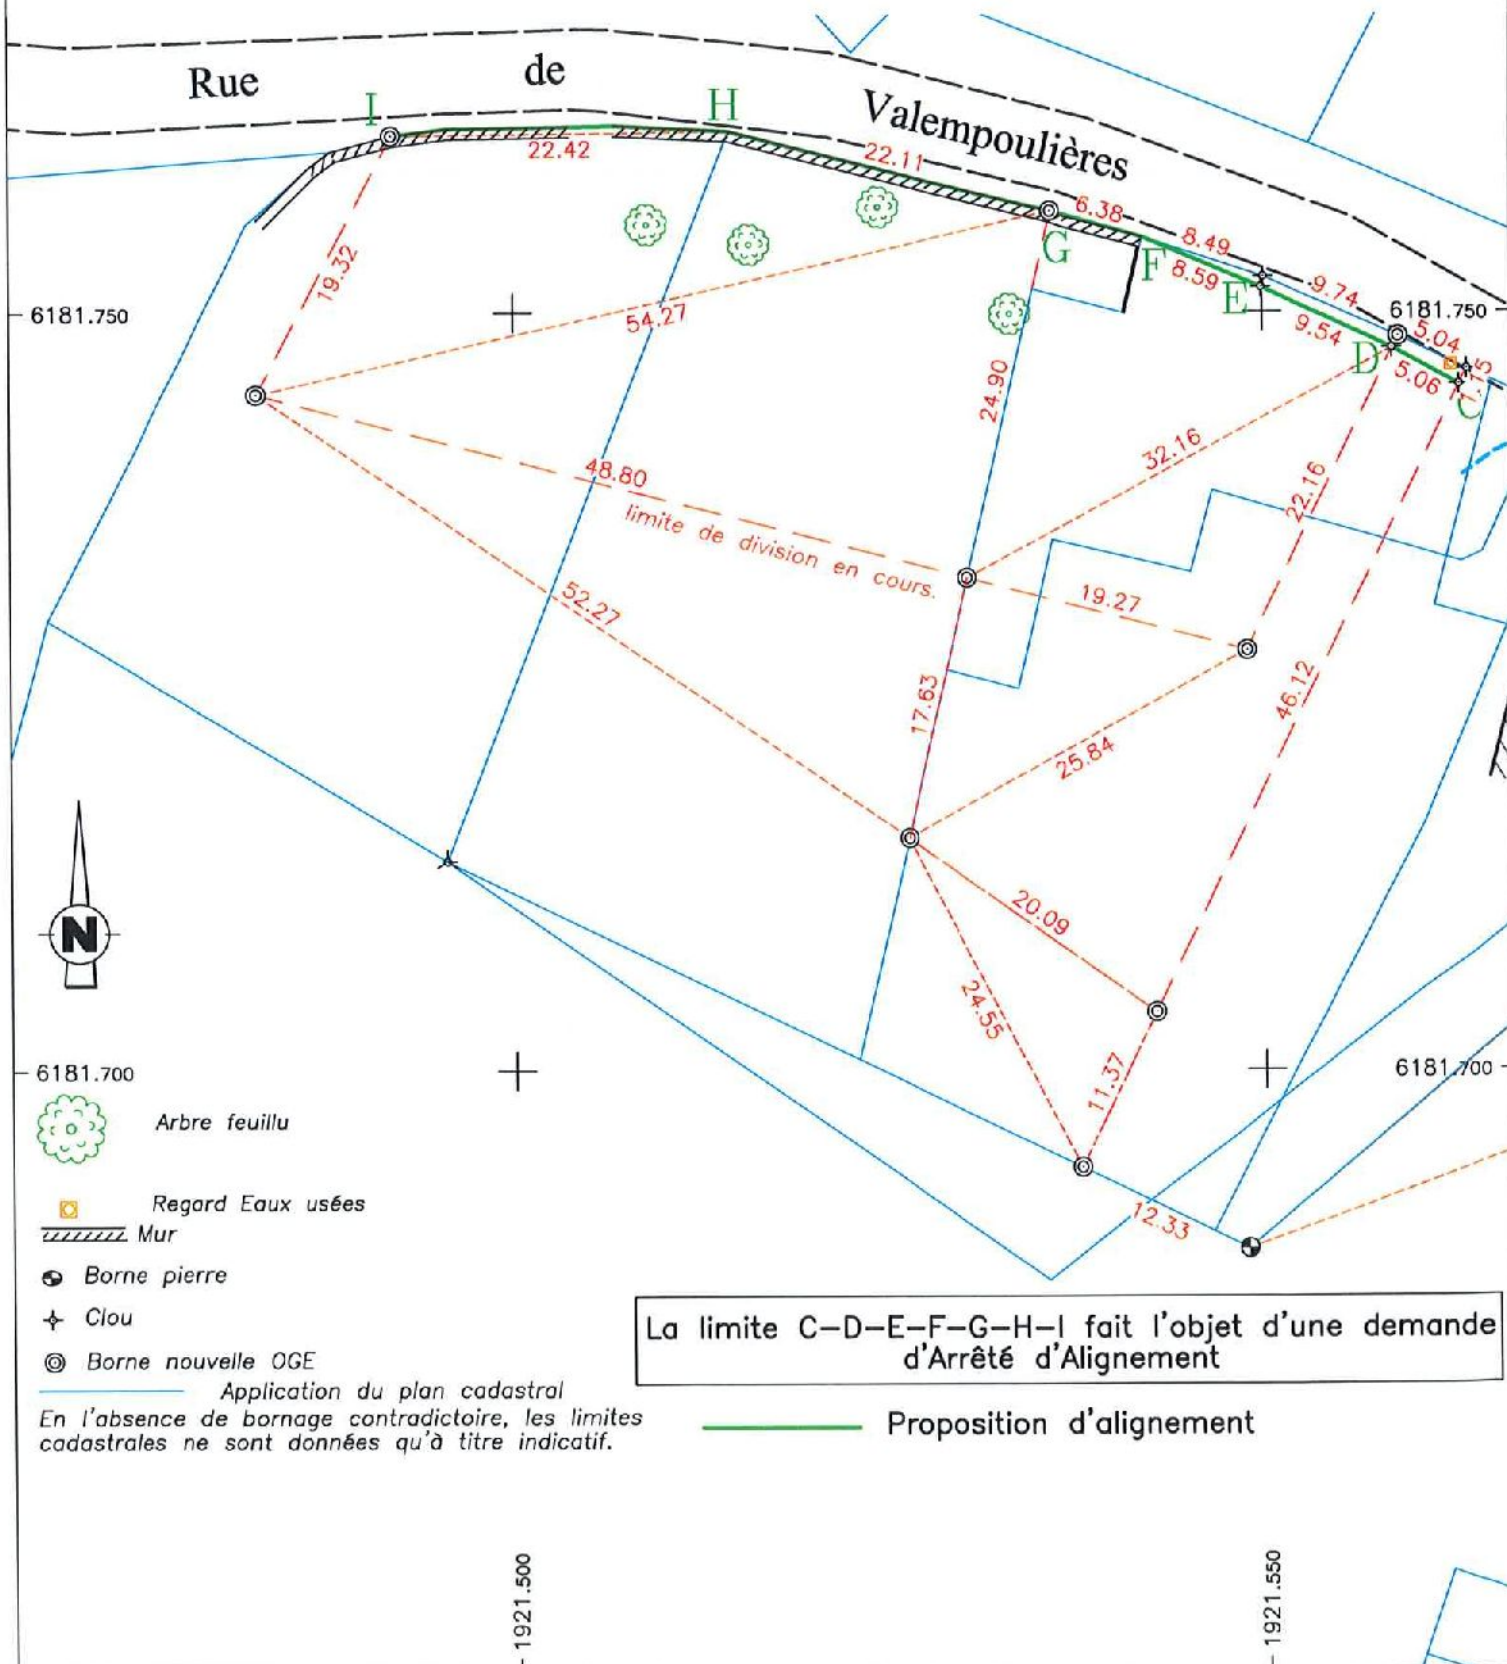 Rue de Valempoulières
I
H
22.42
22.11
6.38
8.49
G
F
8.59
E
9.74
6181.750
6181.750
19.32
54.27
9.54
5.04
D
5.06
C
24.90
32.16
48.80
22.16
limite de division en cours.
52.27
19.27
17.63
46.12
25.84
N
20.09
24.55
11.37
6181.700
6181.700
Arbre feuillu
Regard Eaux usées
12.33
Mur
Borne pierre
Clou
Borne nouvelle OGE
Application du plan cadastral
En l'absence de bornage contradictoire, les limites
cadastrales ne sont données qu'à titre indicatif.
La limite C-D-E-F-G-H-I fait l'objet d'une demande
d'Arrêté d'Alignement
Proposition d'alignement
1921.500
1921.550